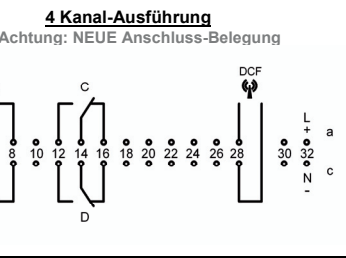 4 Kanal-Ausführung
Achtung: NEUE Anschluss-Belegung
DCF
C
L
+
a
8 10 12 14 16 18 20 22 24 26 28 30 32
c
N
-
D